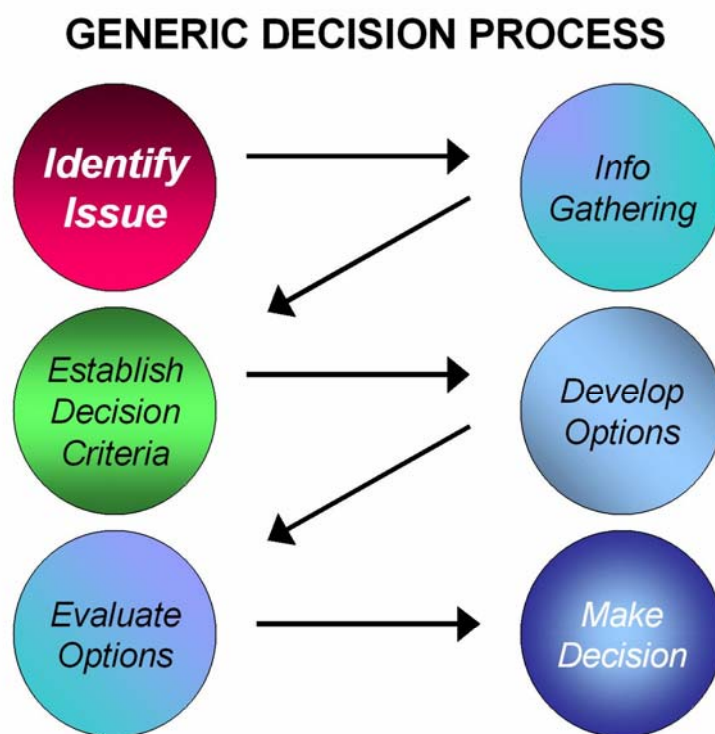 GENERIC DECISION PROCESS
Identify
Issue
Info
Gathering
Establish
Decision
Criteria
Develop
Options
Evaluate
Options
Make
Decision